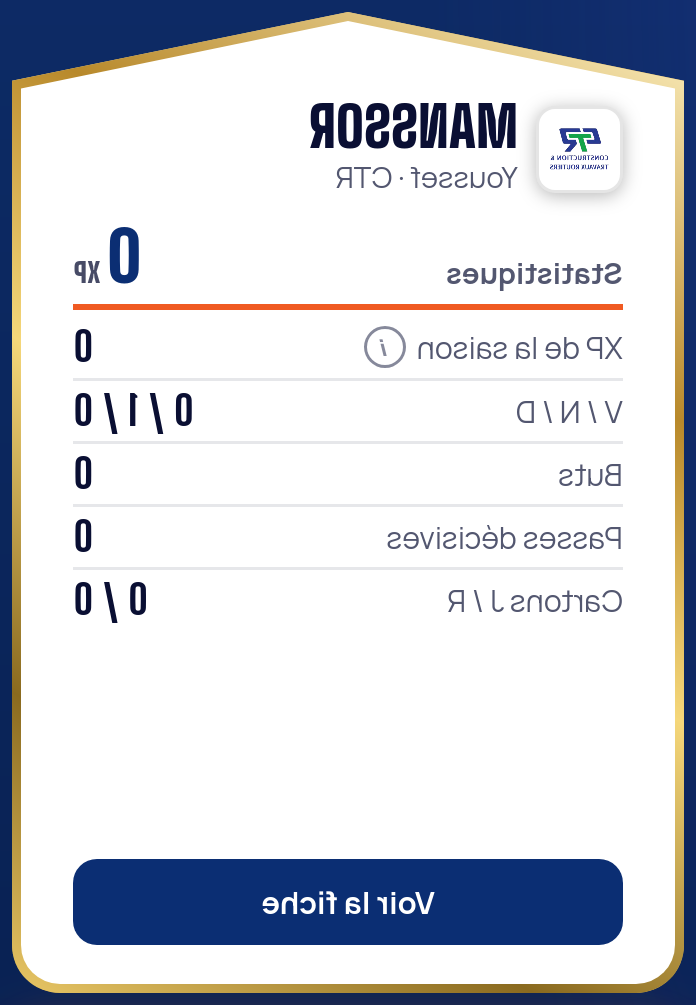 CTR
CONSTRUCTION &
TRAVAUX ROUTIERS
MANSSOR
Youssef · CTR
Statistiques 0 XP
XP de la saison i 0
V / N / D 0 / 1 / 0
Buts 0
Passes décisives 0
Cartons J / R 0 / 0
Voir la fiche